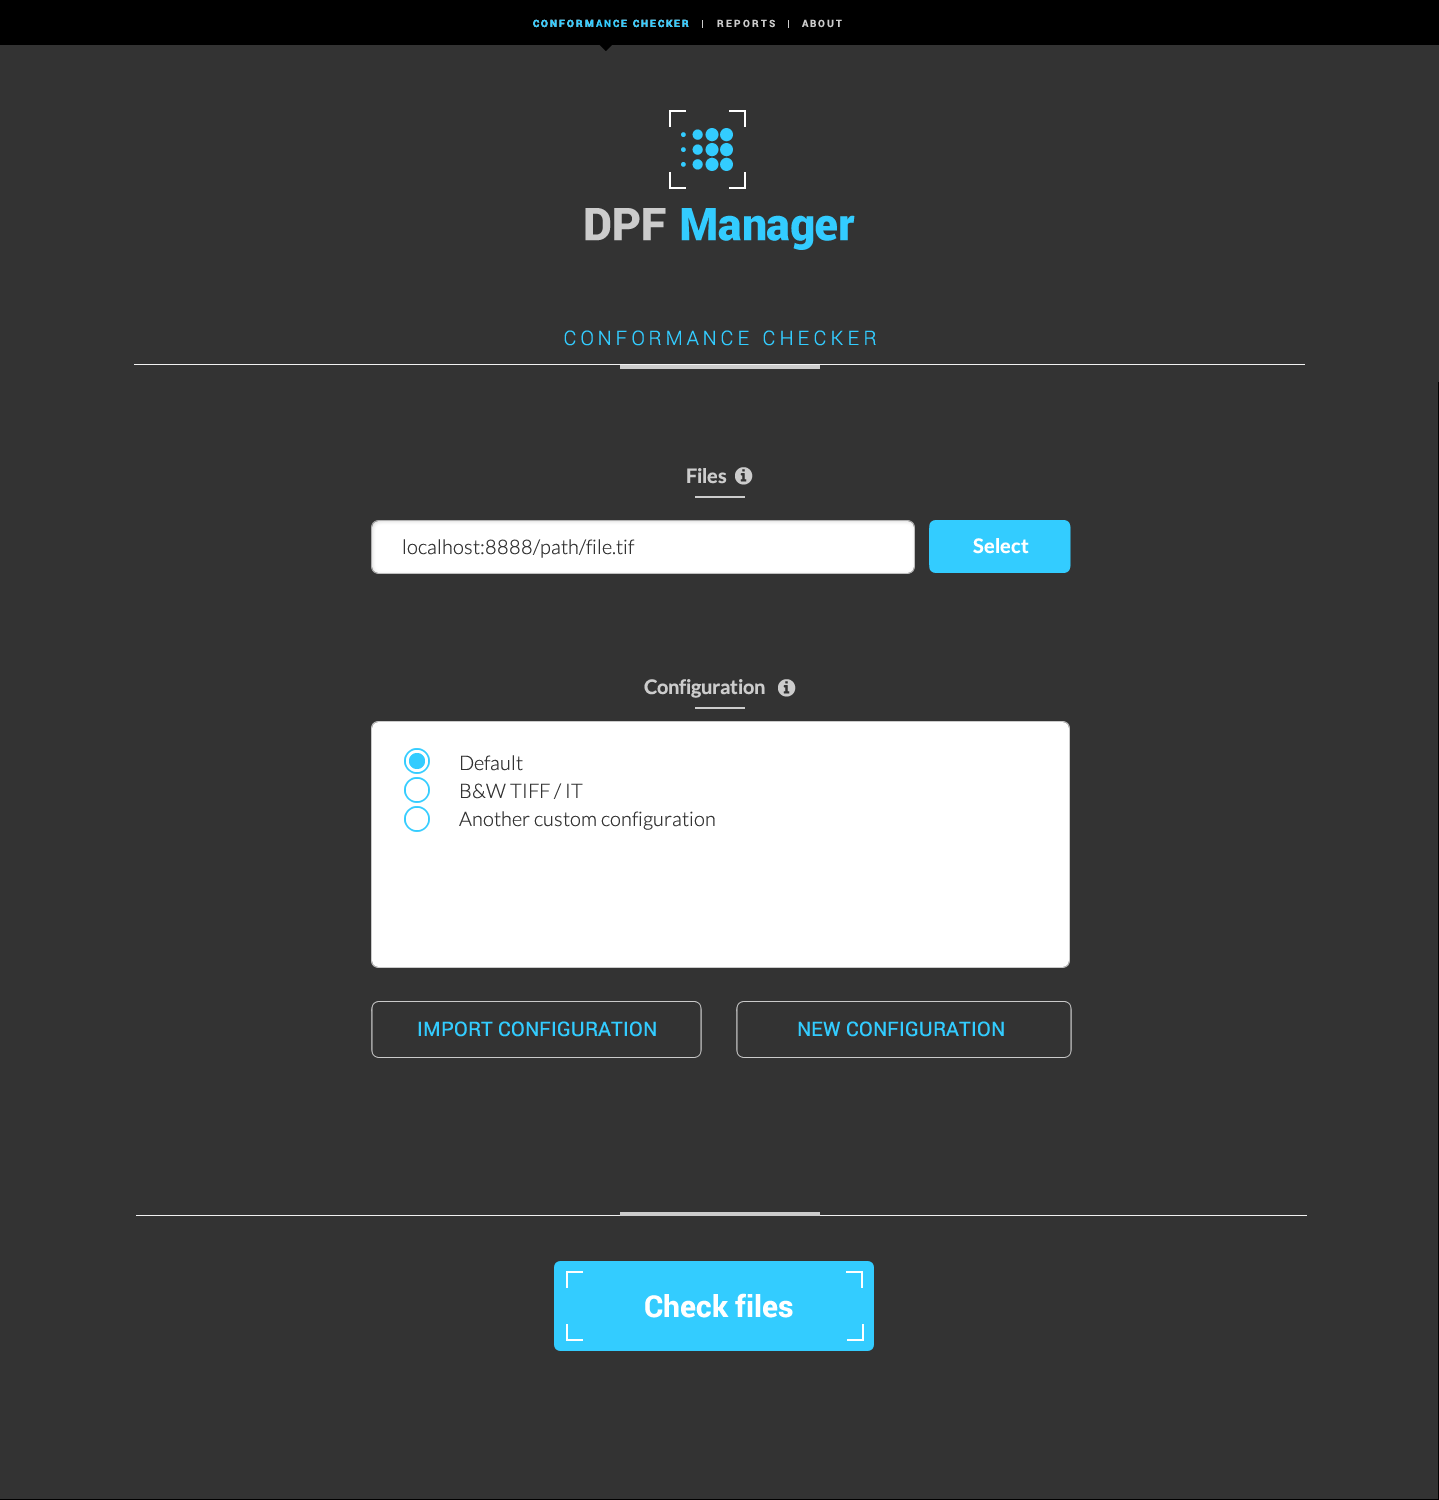 CONFORMANCE CHECKER | REPORTS | ABOUT
DPF Manager
CONFORMANCE CHECKER
Files
localhost:8888/path/file.tif
Select
Configuration
Default
B&W TIFF / IT
Another custom configuration
IMPORT CONFIGURATION
NEW CONFIGURATION
Check files